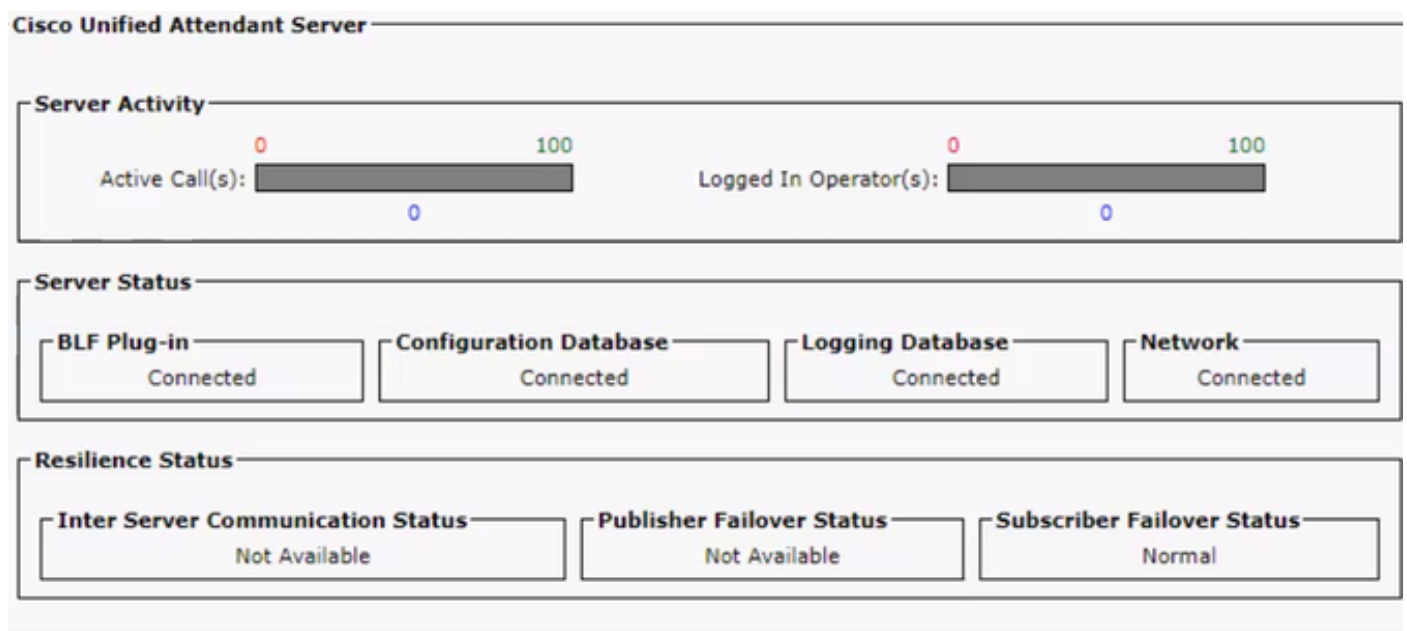 Cisco Unified Attendant Server
Server Activity
0 100 0 100
Active Call(s): Logged In Operator(s):
0 0
Server Status
BLF Plug-in Configuration Database Logging Database Network
Connected Connected Connected Connected
Resilience Status
Inter Server Communication Status Publisher Failover Status Subscriber Failover Status
Not Available Not Available Normal